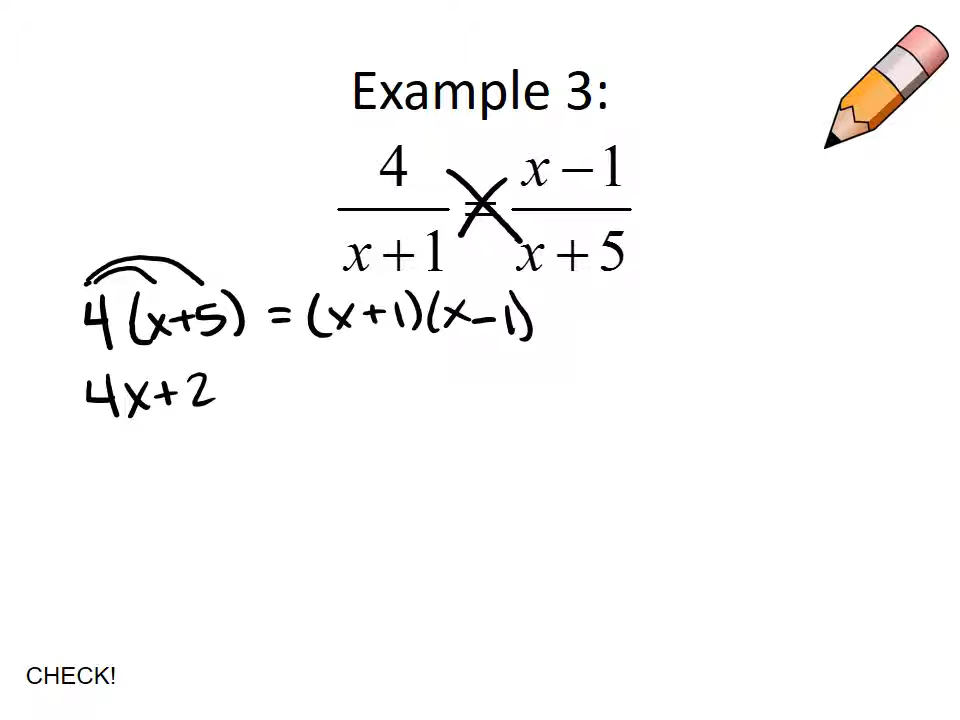 Example 3:
4/(x + 1) = (x − 1)/(x + 5)
4(x+5) = (x+1)(x-1)
4x+2
CHECK!